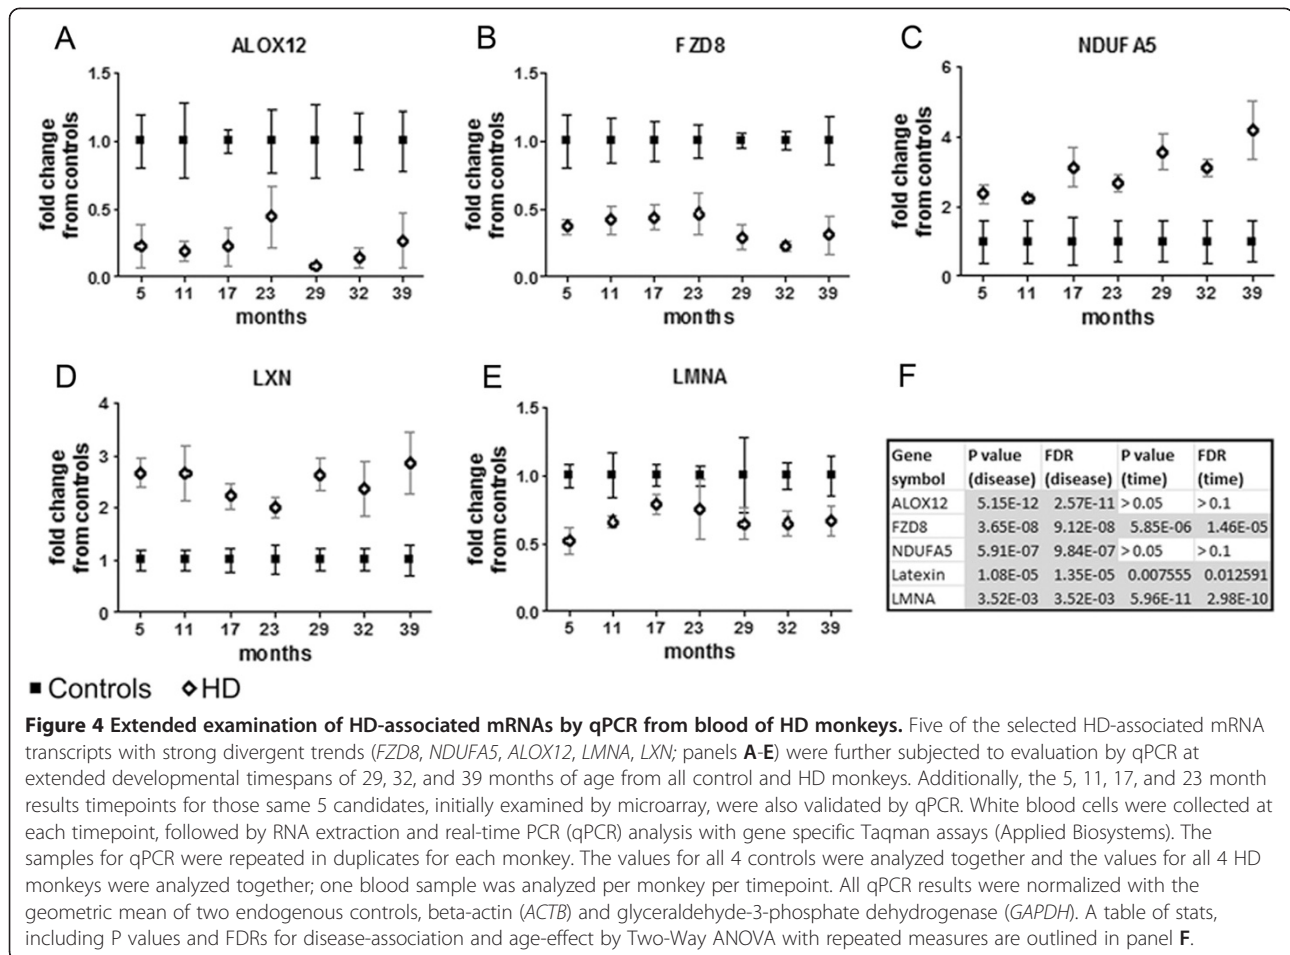 A
ALOX12
fold change
from controls
1.5
1.0
0.5
0.0
5 11 17 23 29 32 39
months
B
FZD8
fold change
from controls
1.5
1.0
0.5
0.0
5 11 17 23 29 32 39
months
C
NDUFA5
fold change
from controls
6
4
2
0
5 11 17 23 29 32 39
months
D
LXN
fold change
from controls
4
3
2
1
0
5 11 17 23 29 32 39
months
E
LMNA
fold change
from controls
1.5
1.0
0.5
0.0
5 11 17 23 29 32 39
months
F
Gene P value FDR P value FDR
symbol (disease) (disease) (time) (time)
ALOX12 5.15E-12 2.57E-11 >0.05 >0.1
FZD8 3.65E-08 9.12E-08 5.85E-06 1.46E-05
NDUFA5 5.91E-07 9.84E-07 >0.05 >0.1
Latexin 1.08E-05 1.35E-05 0.007555 0.012591
LMNA 3.52E-03 3.52E-03 5.96E-11 2.98E-10
Controls HD
Figure 4 Extended examination of HD-associated mRNAs by qPCR from blood of HD monkeys. Five of the selected HD-associated mRNA
transcripts with strong divergent trends (FZD8, NDUFA5, ALOX12, LMNA, LXN; panels A-E) were further subjected to evaluation by qPCR at
extended developmental timespans of 29, 32, and 39 months of age from all control and HD monkeys. Additionally, the 5, 11, 17, and 23 month
results timepoints for those same 5 candidates, initially examined by microarray, were also validated by qPCR. White blood cells were collected at
each timepoint, followed by RNA extraction and real-time PCR (qPCR) analysis with gene specific Taqman assays (Applied Biosystems). The
samples for qPCR were repeated in duplicates for each monkey. The values for all 4 controls were analyzed together and the values for all 4 HD
monkeys were analyzed together; one blood sample was analyzed per monkey per timepoint. All qPCR results were normalized with the
geometric mean of two endogenous controls, beta-actin (ACTB) and glyceraldehyde-3-phosphate dehydrogenase (GAPDH). A table of stats,
including P values and FDRs for disease-association and age-effect by Two-Way ANOVA with repeated measures are outlined in panel F.